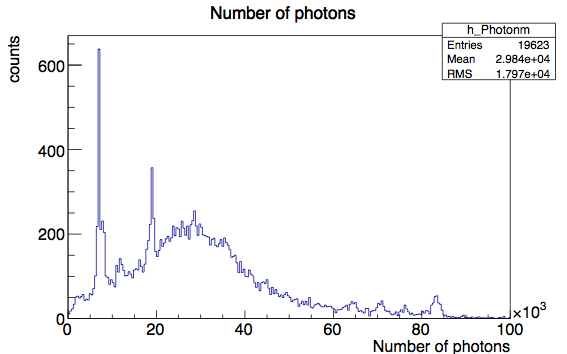 Number of photons
h_Photonm
Entries 19623
Mean 2.984e+04
RMS 1.797e+04
counts
600
400
200
0
0 20 40 60 80 100 ×10³
Number of photons